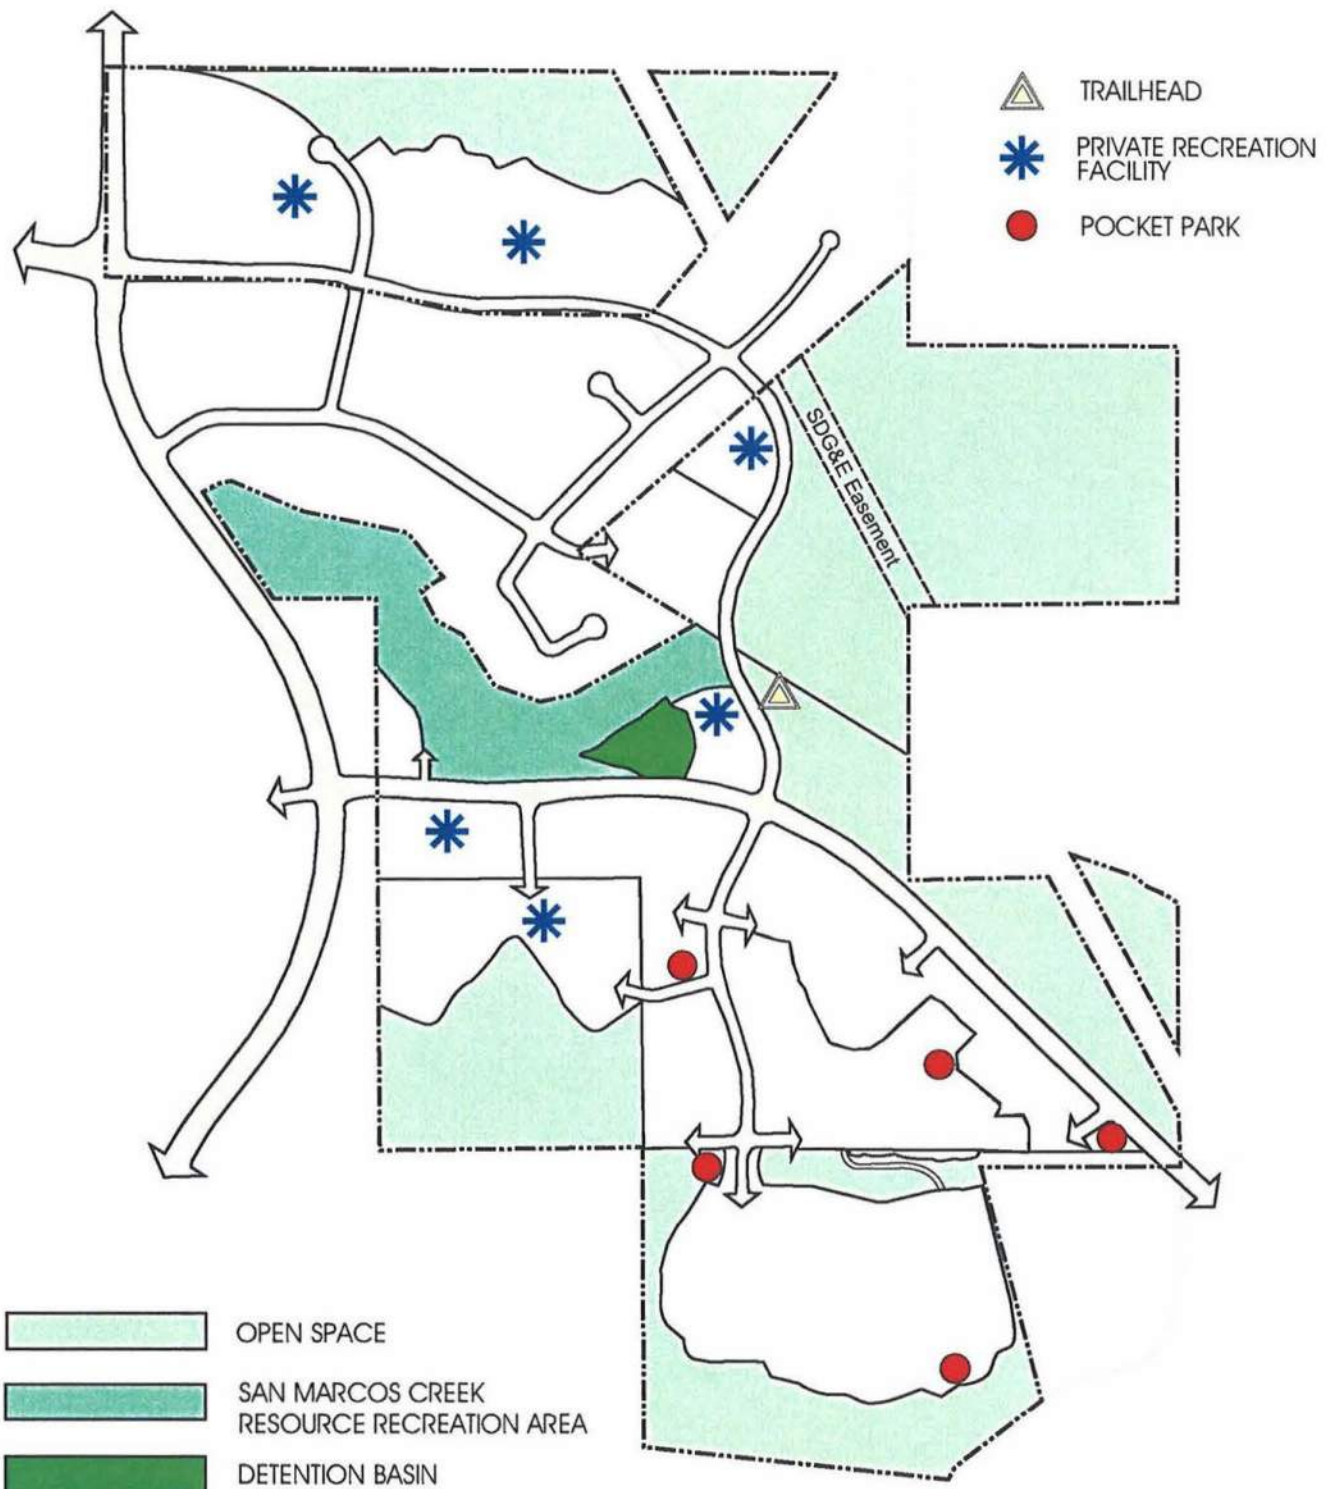 TRAILHEAD
PRIVATE RECREATION
FACILITY
POCKET PARK
SDG&E Easement
OPEN SPACE
SAN MARCOS CREEK
RESOURCE RECREATION AREA
DETENTION BASIN